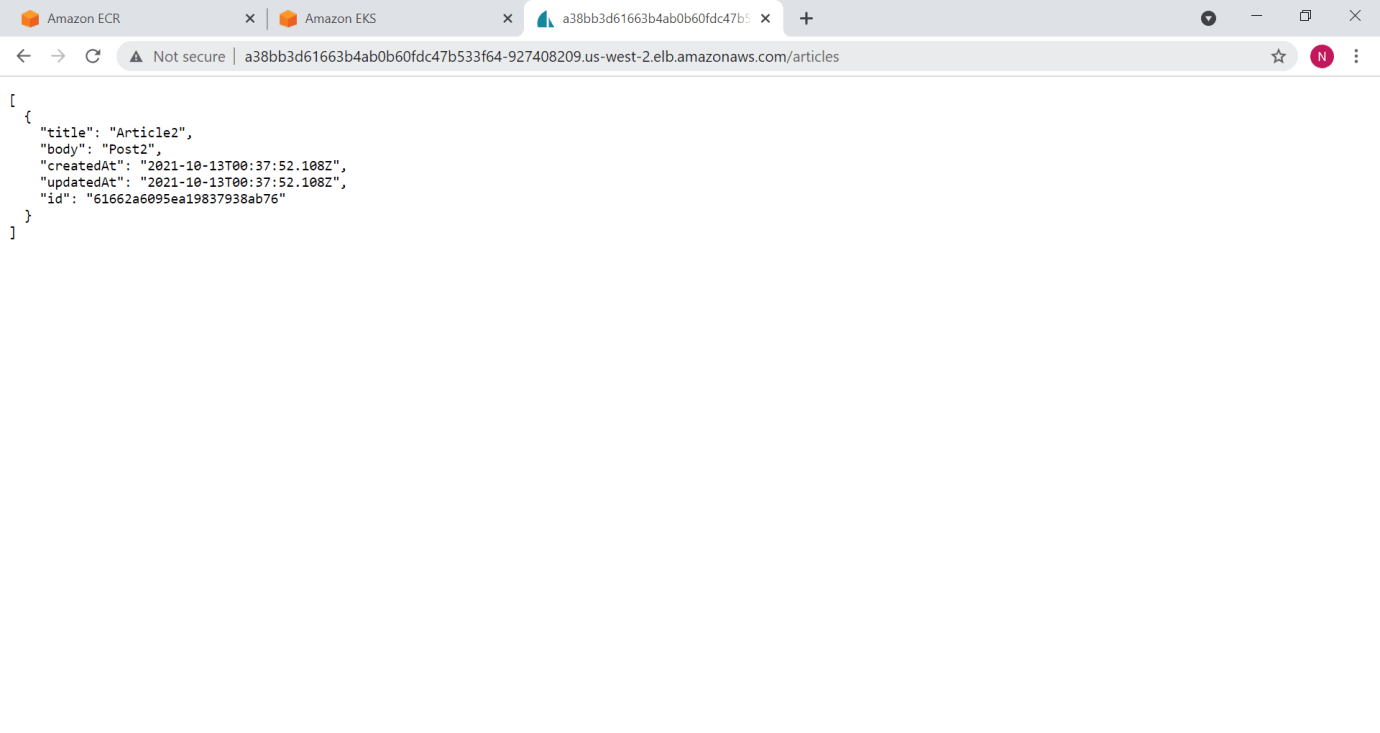 Amazon ECR
Amazon EKS
a38bb3d61663b4ab0b60fdc47b5
Not secure
a38bb3d61663b4ab0b60fdc47b533f64-927408209.us-west-2.elb.amazonaws.com/articles
N
[
{
"title": "Article2",
"body": "Post2",
"createdAt": "2021-10-13T00:37:52.108Z",
"updatedAt": "2021-10-13T00:37:52.108Z",
"id": "61662a6095ea19837938ab76"
}
]